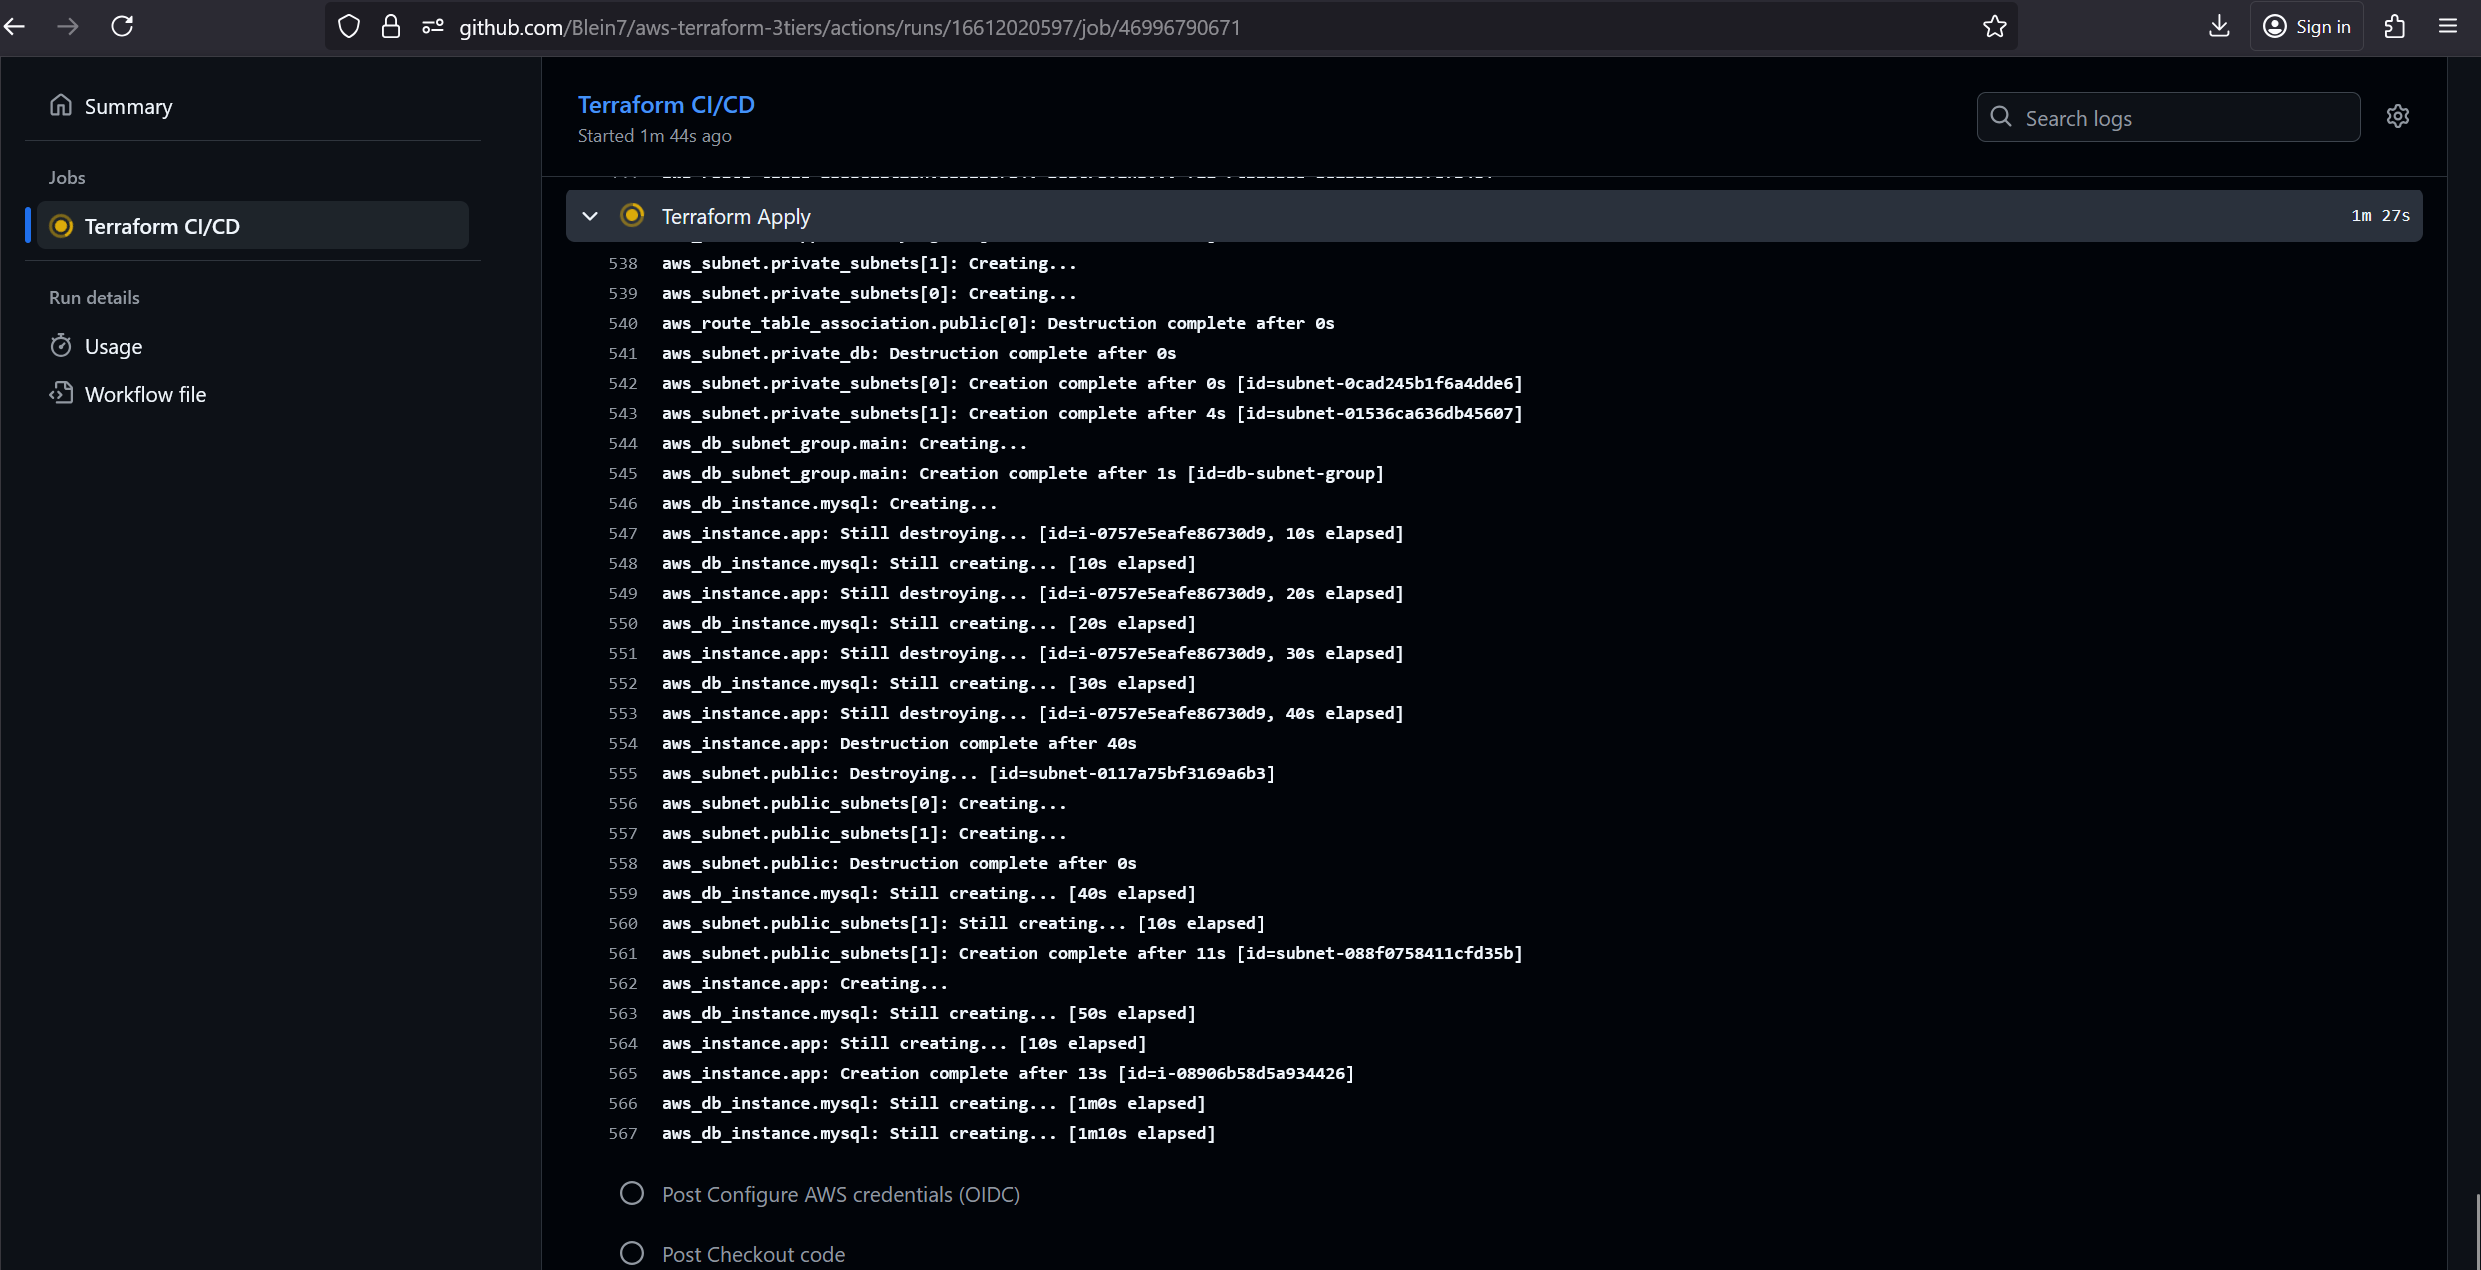 github.com/Blein7/aws-terraform-3tiers/actions/runs/16612020597/job/46996790671
Sign in
Summary
Jobs
Terraform CI/CD
Run details
Usage
Workflow file
Terraform CI/CD
Started 1m 44s ago
Search logs
Terraform Apply
1m 27s
538 aws_subnet.private_subnets[1]: Creating...
539 aws_subnet.private_subnets[0]: Creating...
540 aws_route_table_association.public[0]: Destruction complete after 0s
541 aws_subnet.private_db: Destruction complete after 0s
542 aws_subnet.private_subnets[0]: Creation complete after 0s [id=subnet-0cad245b1f6a4dde6]
543 aws_subnet.private_subnets[1]: Creation complete after 4s [id=subnet-01536ca636db45607]
544 aws_db_subnet_group.main: Creating...
545 aws_db_subnet_group.main: Creation complete after 1s [id=db-subnet-group]
546 aws_db_instance.mysql: Creating...
547 aws_instance.app: Still destroying... [id=i-0757e5eafe86730d9, 10s elapsed]
548 aws_db_instance.mysql: Still creating... [10s elapsed]
549 aws_instance.app: Still destroying... [id=i-0757e5eafe86730d9, 20s elapsed]
550 aws_db_instance.mysql: Still creating... [20s elapsed]
551 aws_instance.app: Still destroying... [id=i-0757e5eafe86730d9, 30s elapsed]
552 aws_db_instance.mysql: Still creating... [30s elapsed]
553 aws_instance.app: Still destroying... [id=i-0757e5eafe86730d9, 40s elapsed]
554 aws_instance.app: Destruction complete after 40s
555 aws_subnet.public: Destroying... [id=subnet-0117a75bf3169a6b3]
556 aws_subnet.public_subnets[0]: Creating...
557 aws_subnet.public_subnets[1]: Creating...
558 aws_subnet.public: Destruction complete after 0s
559 aws_db_instance.mysql: Still creating... [40s elapsed]
560 aws_subnet.public_subnets[1]: Still creating... [10s elapsed]
561 aws_subnet.public_subnets[1]: Creation complete after 11s [id=subnet-088f0758411cfd35b]
562 aws_instance.app: Creating...
563 aws_db_instance.mysql: Still creating... [50s elapsed]
564 aws_instance.app: Still creating... [10s elapsed]
565 aws_instance.app: Creation complete after 13s [id=i-08906b58d5a934426]
566 aws_db_instance.mysql: Still creating... [1m0s elapsed]
567 aws_db_instance.mysql: Still creating... [1m10s elapsed]
Post Configure AWS credentials (OIDC)
Post Checkout code